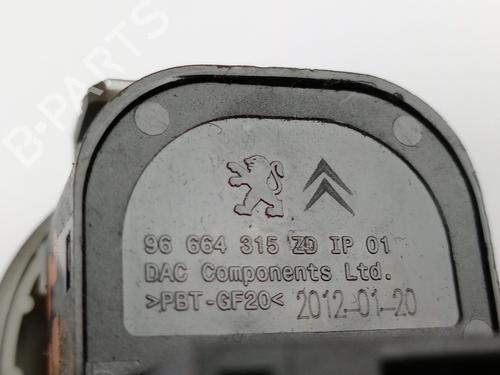 B-PARTS
96 664 315 ZD IP 01
DAC Components Ltd.
>PBT-GF20< 2012-01-20